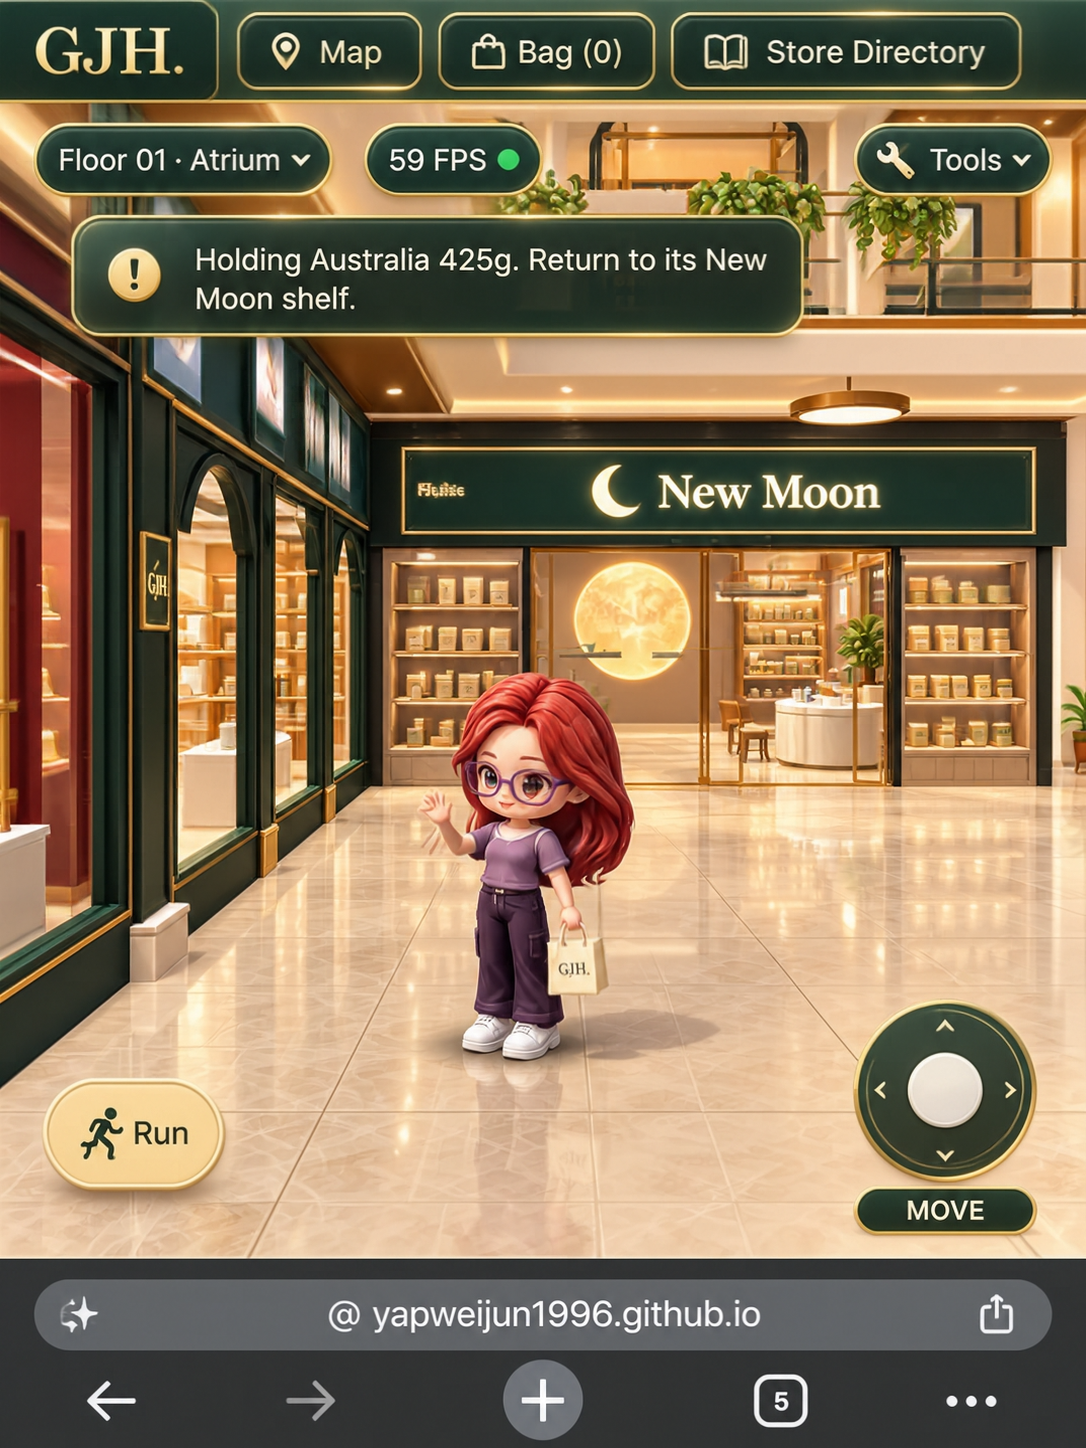 GJH.
Map
Bag (0)
Store Directory
Floor 01 · Atrium
59 FPS
Tools
Holding Australia 425g. Return to its New
Moon shelf.
New Moon
GJH
GJH.
Run
MOVE
@ yapweijun1996.github.io
5